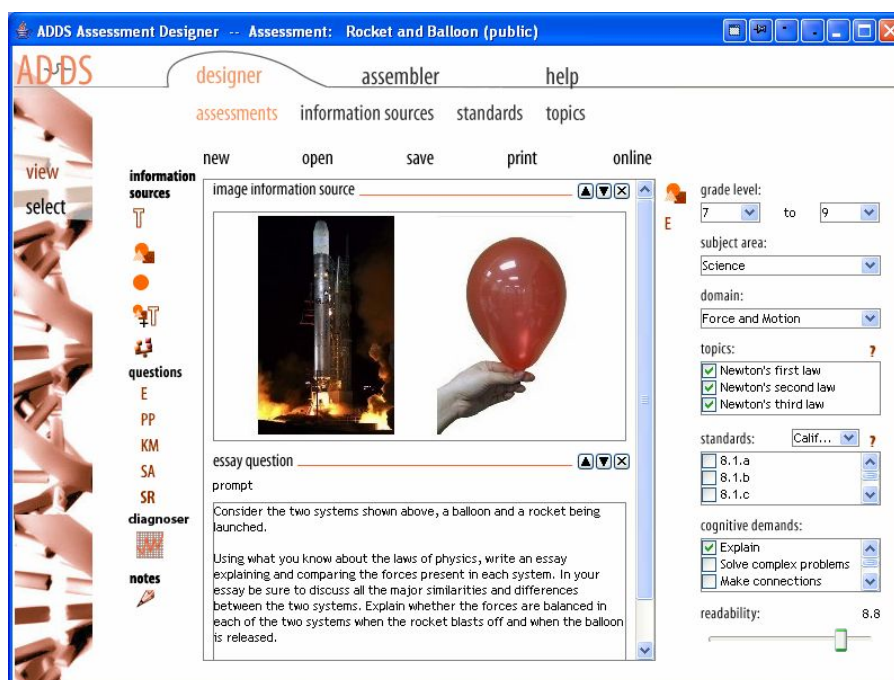 ADDS Assessment Designer -- Assessment: Rocket and Balloon (public)
ADDS
designer assembler help
assessments information sources standards topics
new open save print online
view
select
information
sources
T
T
questions
E
PP
KM
SA
SR
diagnoser
notes
image information source
essay question
prompt
Consider the two systems shown above, a balloon and a rocket being
launched.
Using what you know about the laws of physics, write an essay
explaining and comparing the forces present in each system. In your
essay be sure to discuss all the major similarities and differences
between the two systems. Explain whether the forces are balanced in
each of the two systems when the rocket blasts off and when the balloon
is released.
E
grade level:
7 to 9
subject area:
Science
domain:
Force and Motion
topics: ?
Newton's first law
Newton's second law
Newton's third law
standards: Calif... ?
8.1.a
8.1.b
8.1.c
cognitive demands:
Explain
Solve complex problems
Make connections
readability: 8.8